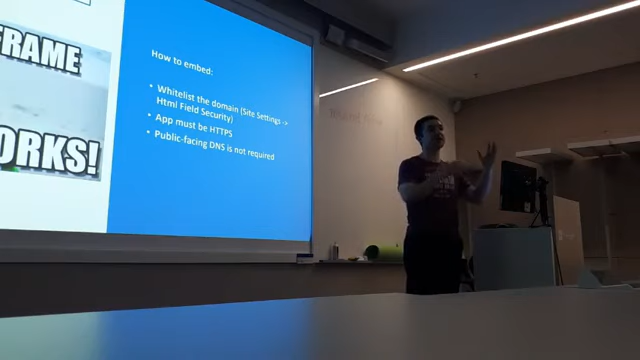 FRAME
ORKS!
How to embed:
• Whitelist the domain (Site Settings ->
Html Field Security)
• App must be HTTPS
• Public-facing DNS is not required